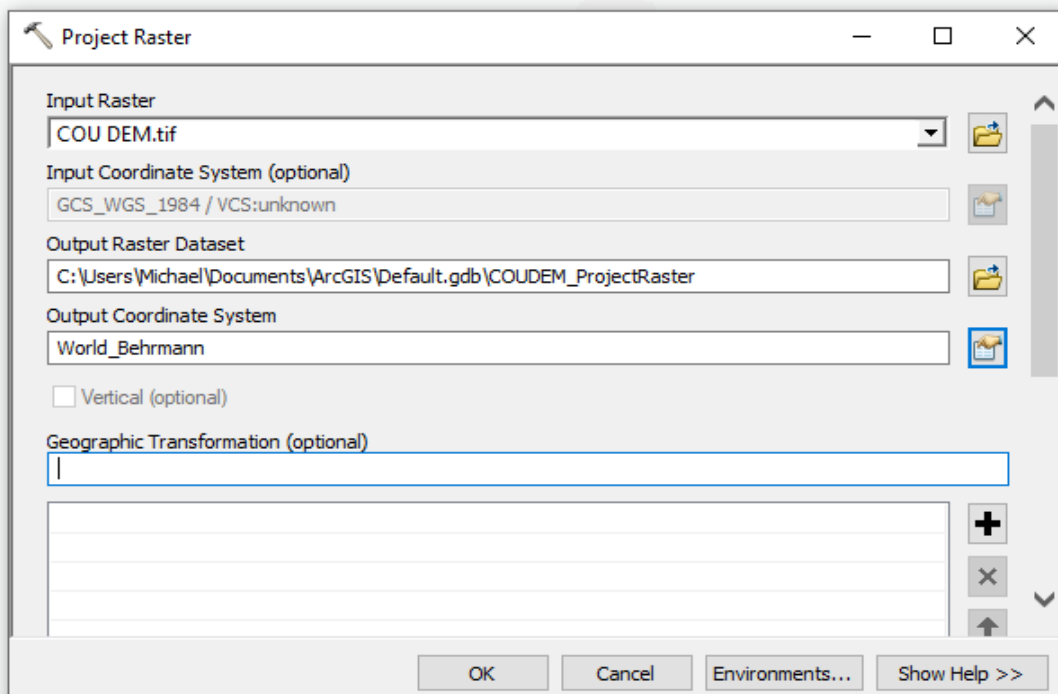 Project Raster
Input Raster
COU DEM.tif
Input Coordinate System (optional)
GCS_WGS_1984 / VCS:unknown
Output Raster Dataset
C:\Users\Michael\Documents\ArcGIS\Default.gdb\COUDEM_ProjectRaster
Output Coordinate System
World_Behrmann
Vertical (optional)
Geographic Transformation (optional)
OK Cancel Environments... Show Help >>